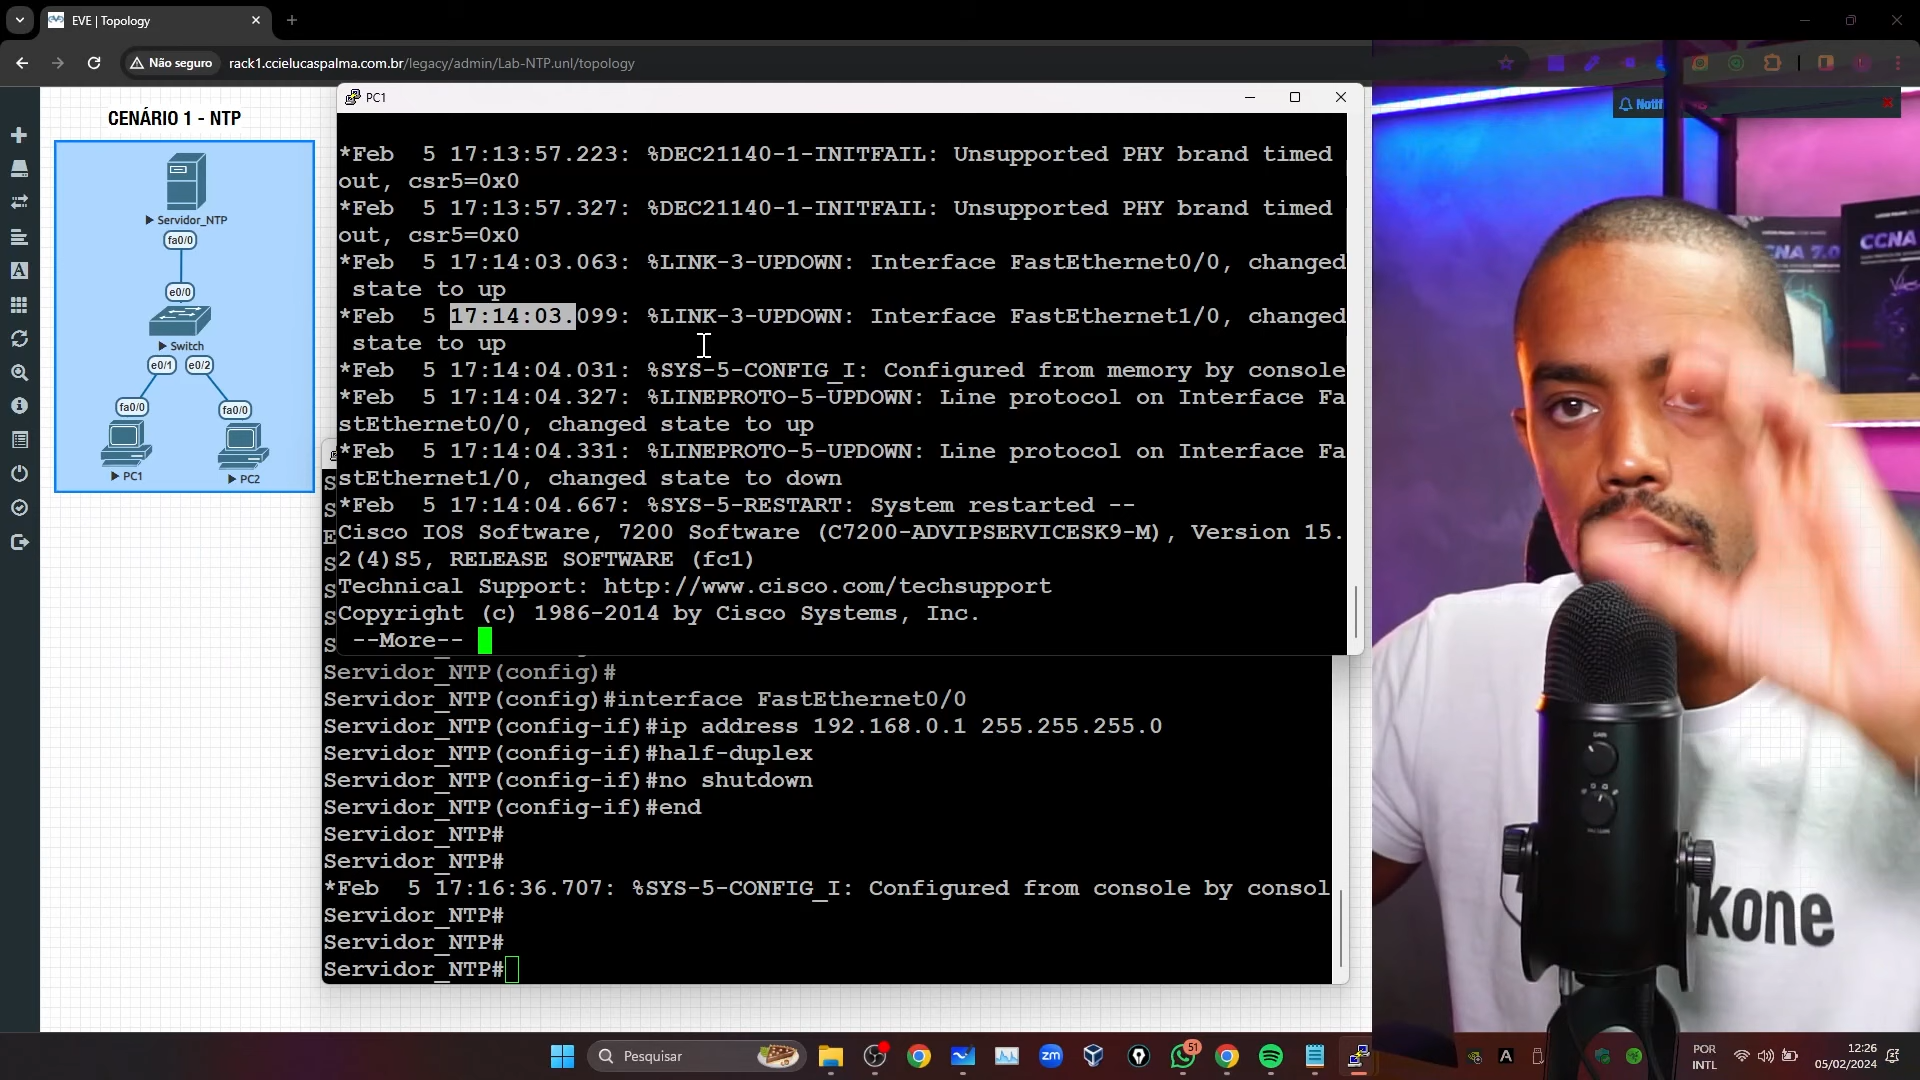 EVE | Topology
Não seguro
rack1.ccielucaspalma.com.br/legacy/admin/Lab-NTP.unl/topology
CENÁRIO 1 - NTP
Servidor_NTP
fa0/0
e0/0
Switch
e0/1
e0/2
fa0/0
fa0/0
PC1
PC2
PC1
*Feb  5 17:13:57.223: %DEC21140-1-INITFAIL: Unsupported PHY brand timed
out, csr5=0x0
*Feb  5 17:13:57.327: %DEC21140-1-INITFAIL: Unsupported PHY brand timed
out, csr5=0x0
*Feb  5 17:14:03.063: %LINK-3-UPDOWN: Interface FastEthernet0/0, changed
state to up
*Feb  5 17:14:03.099: %LINK-3-UPDOWN: Interface FastEthernet1/0, changed
state to up
*Feb  5 17:14:04.031: %SYS-5-CONFIG_I: Configured from memory by console
*Feb  5 17:14:04.327: %LINEPROTO-5-UPDOWN: Line protocol on Interface Fa
stEthernet0/0, changed state to up
*Feb  5 17:14:04.331: %LINEPROTO-5-UPDOWN: Line protocol on Interface Fa
stEthernet1/0, changed state to down
*Feb  5 17:14:04.667: %SYS-5-RESTART: System restarted --
Cisco IOS Software, 7200 Software (C7200-ADVIPSERVICESK9-M), Version 15.
2(4)S5, RELEASE SOFTWARE (fc1)
Technical Support: http://www.cisco.com/techsupport
Copyright (c) 1986-2014 by Cisco Systems, Inc.
--More--
Servidor_NTP(config)#
Servidor_NTP(config)#interface FastEthernet0/0
Servidor_NTP(config-if)#ip address 192.168.0.1 255.255.255.0
Servidor_NTP(config-if)#half-duplex
Servidor_NTP(config-if)#no shutdown
Servidor_NTP(config-if)#end
Servidor_NTP#
Servidor_NTP#
*Feb  5 17:16:36.707: %SYS-5-CONFIG_I: Configured from console by consol
Servidor_NTP#
Servidor_NTP#
Servidor_NTP#
Notif
CCNA 7.0
CCNA
GAIN
kone
Pesquisar
zm
51
A
POR
INTL
12:26
05/02/2024